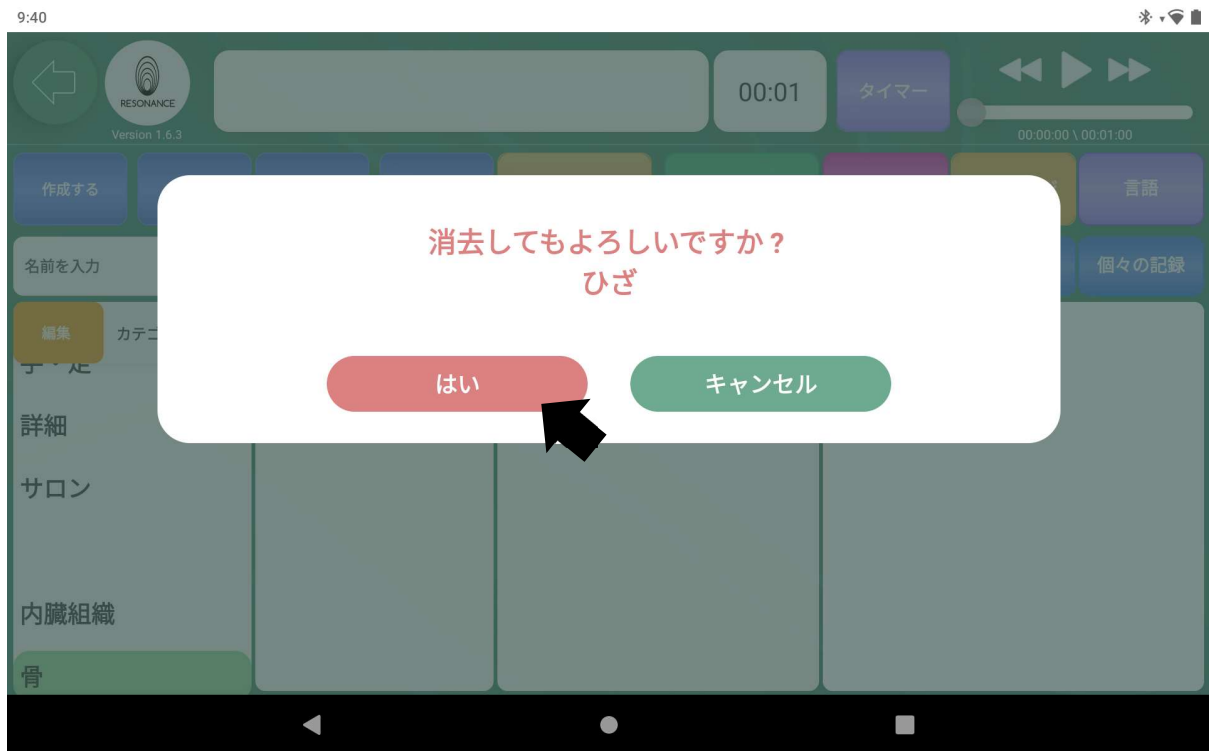 9:40
RESONANCE
Version 1.6.3
00:01
タイマー
00:00:00 \ 00:01:00
作成する
言語
名前を入力
個々の記録
編集
カテゴ
手・足
詳細
サロン
内臓組織
骨
消去してもよろしいですか?
ひざ
はい
キャンセル